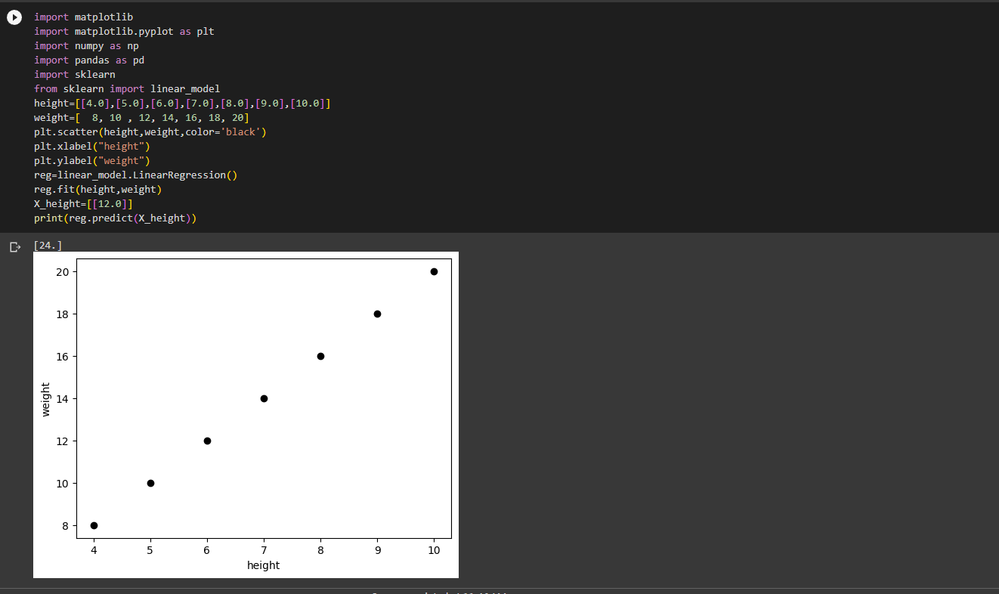 import matplotlib
import matplotlib.pyplot as plt
import numpy as np
import pandas as pd
import sklearn
from sklearn import linear_model
height=[[4.0],[5.0],[6.0],[7.0],[8.0],[9.0],[10.0]]
weight=[  8, 10 , 12, 14, 16, 18, 20]
plt.scatter(height,weight,color='black')
plt.xlabel("height")
plt.ylabel("weight")
reg=linear_model.LinearRegression()
reg.fit(height,weight)
X_height=[[12.0]]
print(reg.predict(X_height))
[24.]
20
18
16
14
12
10
8
weight
4 5 6 7 8 9 10
height